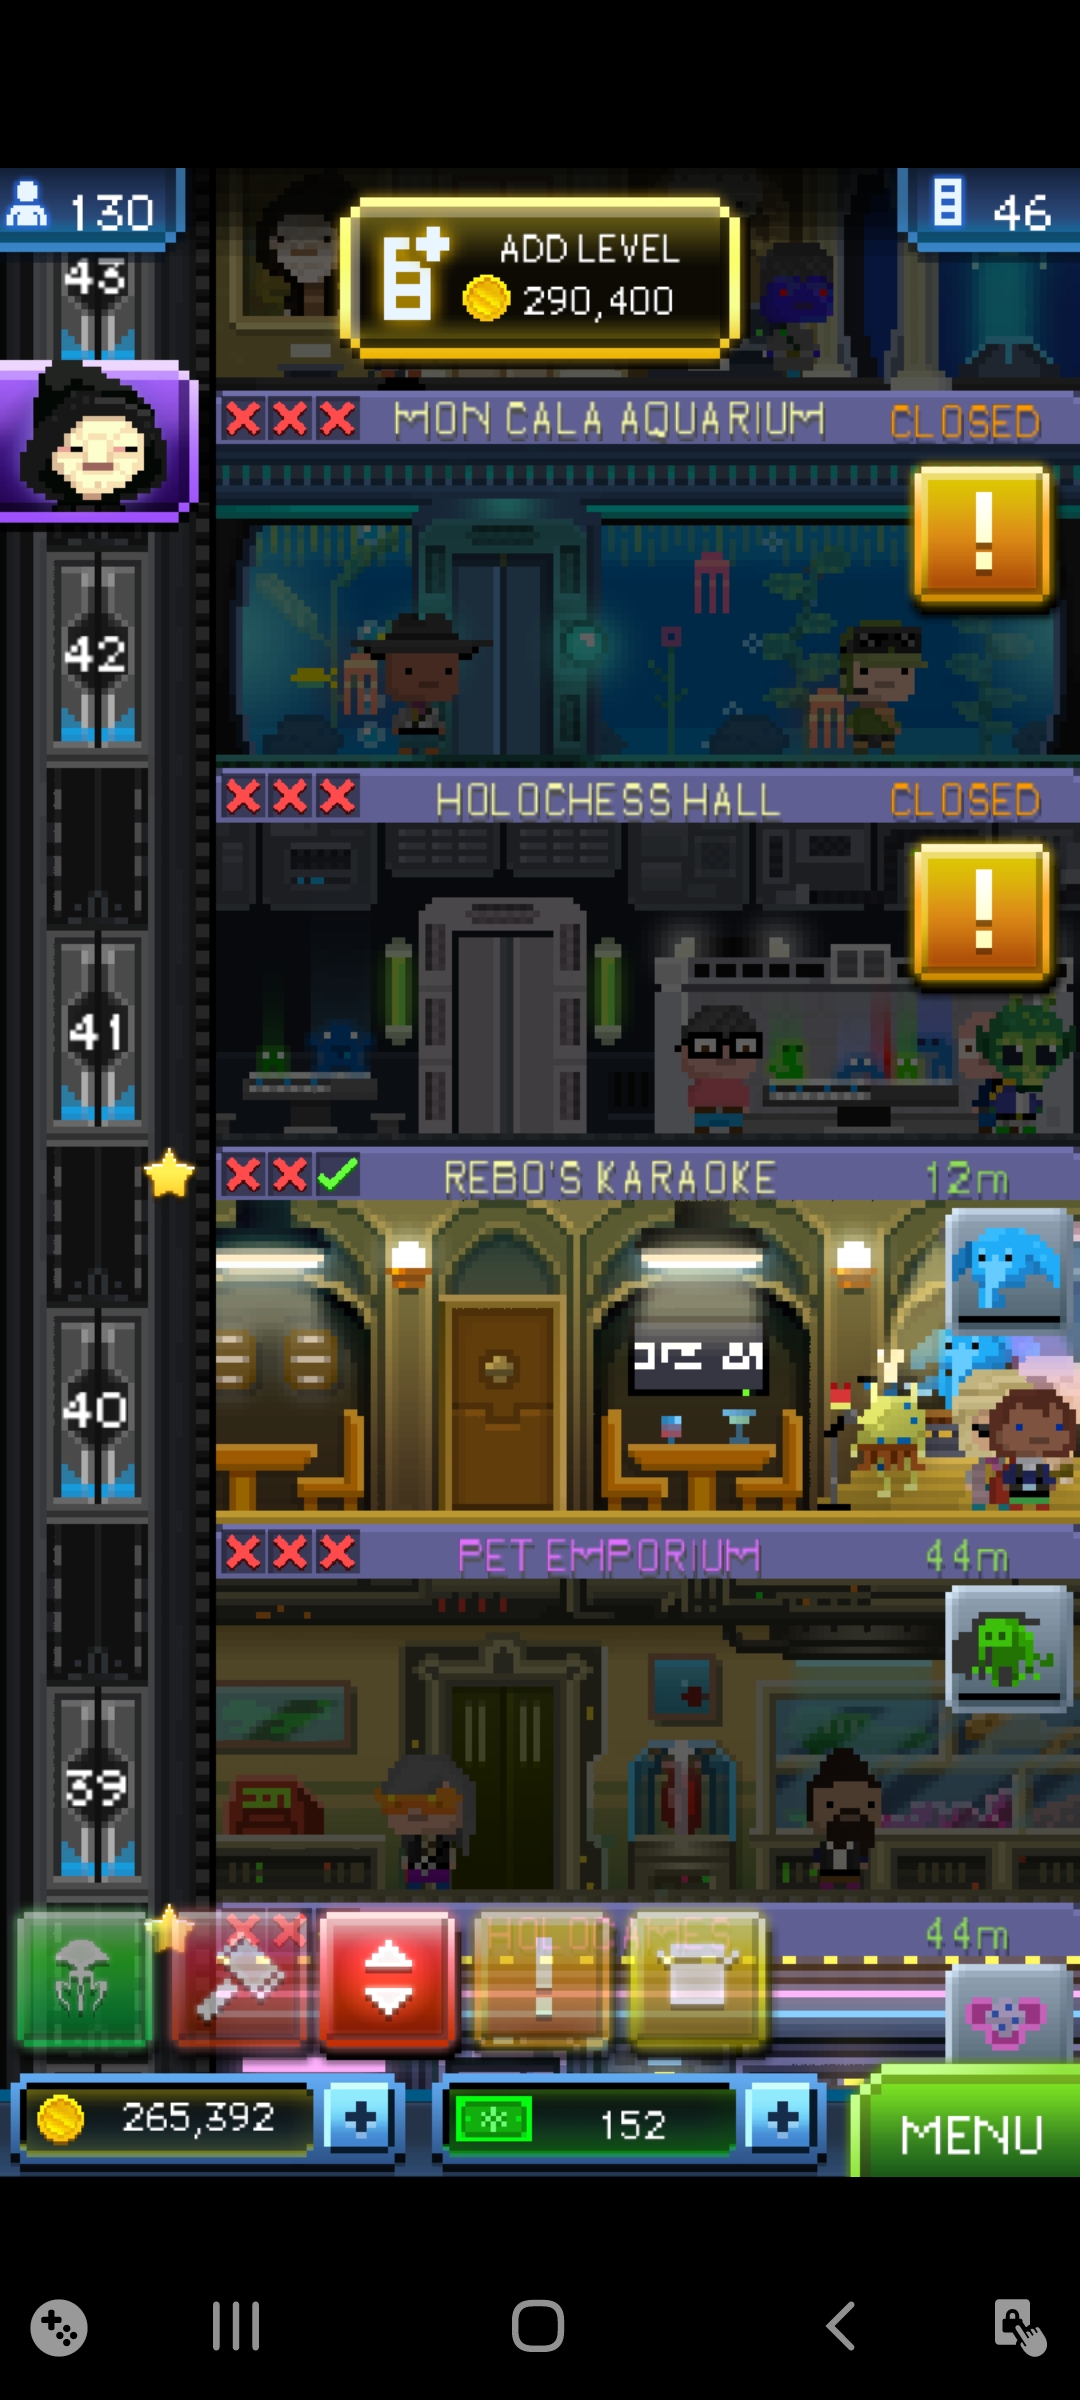 130
ADD LEVEL
290,400
46
43
MON CALA AQUARIUM
CLOSED
!
42
HOLOCHESS HALL
CLOSED
!
41
REBO'S KARAOKE
12m
40
PET EMPORIUM
44m
39
HOLOGAMES
44m
!
265,392
+
152
+
MENU